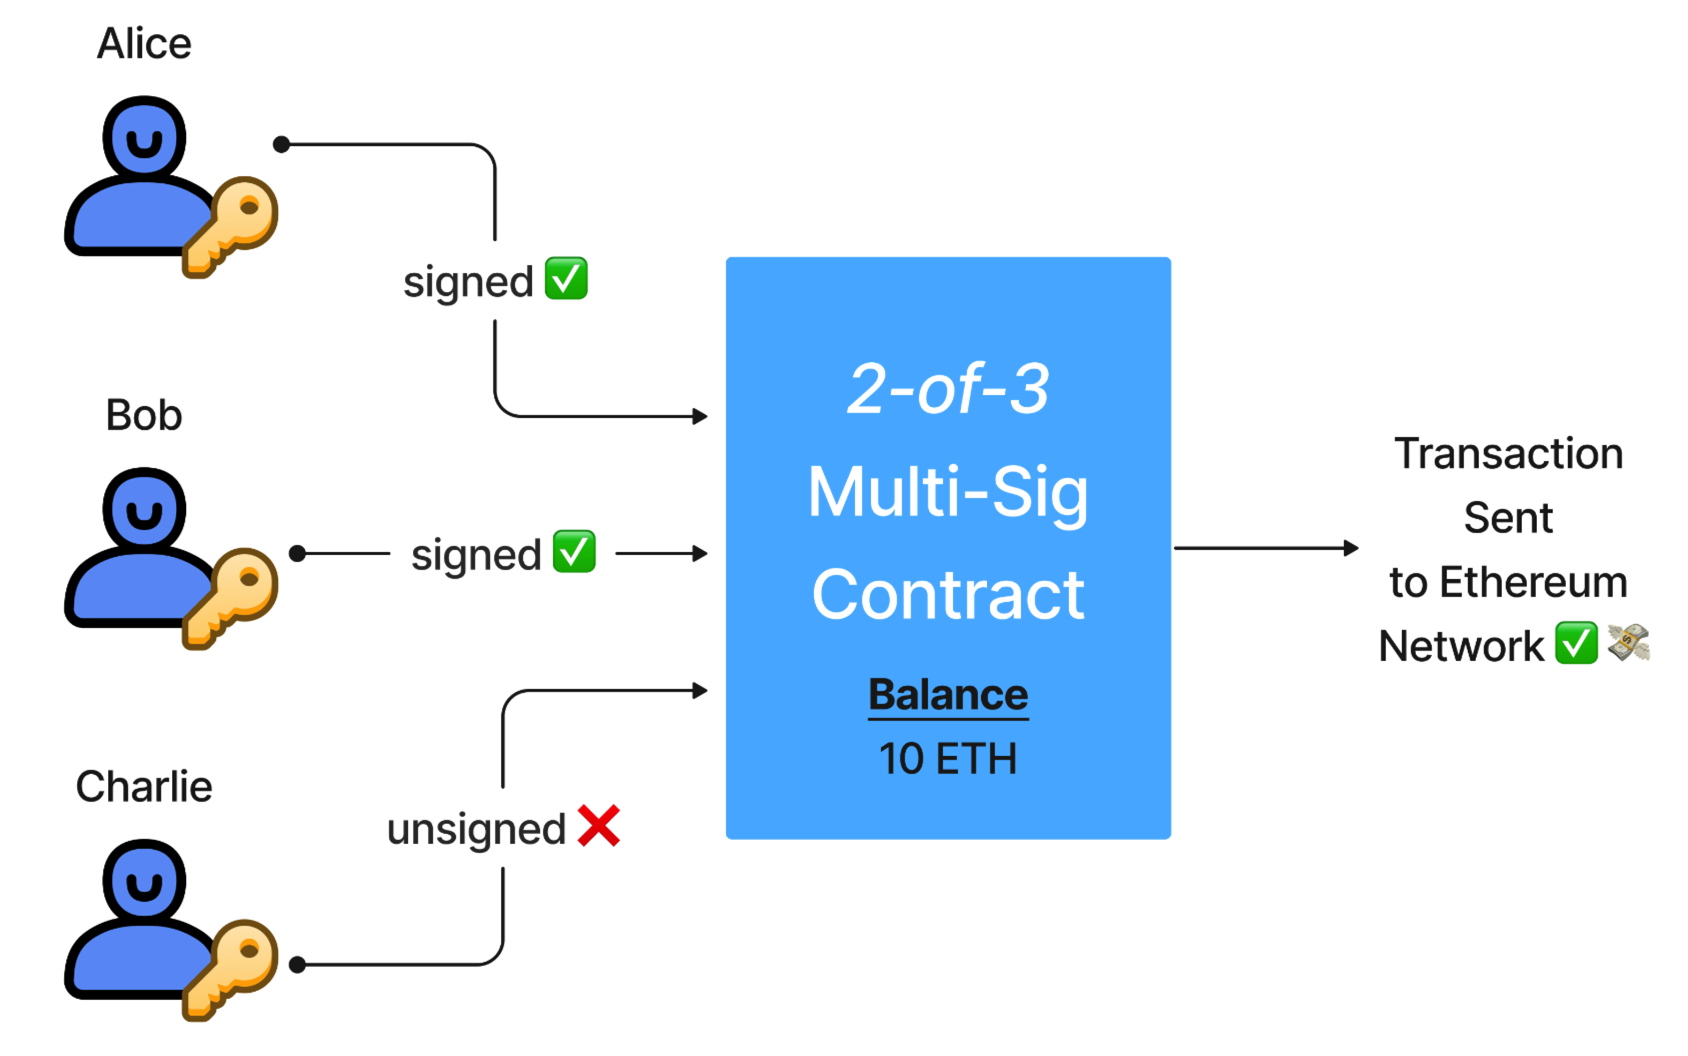 Alice
signed ✅
Bob
signed ✅
Charlie
unsigned ❌
2-of-3
Multi-Sig
Contract
Balance
10 ETH
Transaction
Sent
to Ethereum
Network ✅ 💸